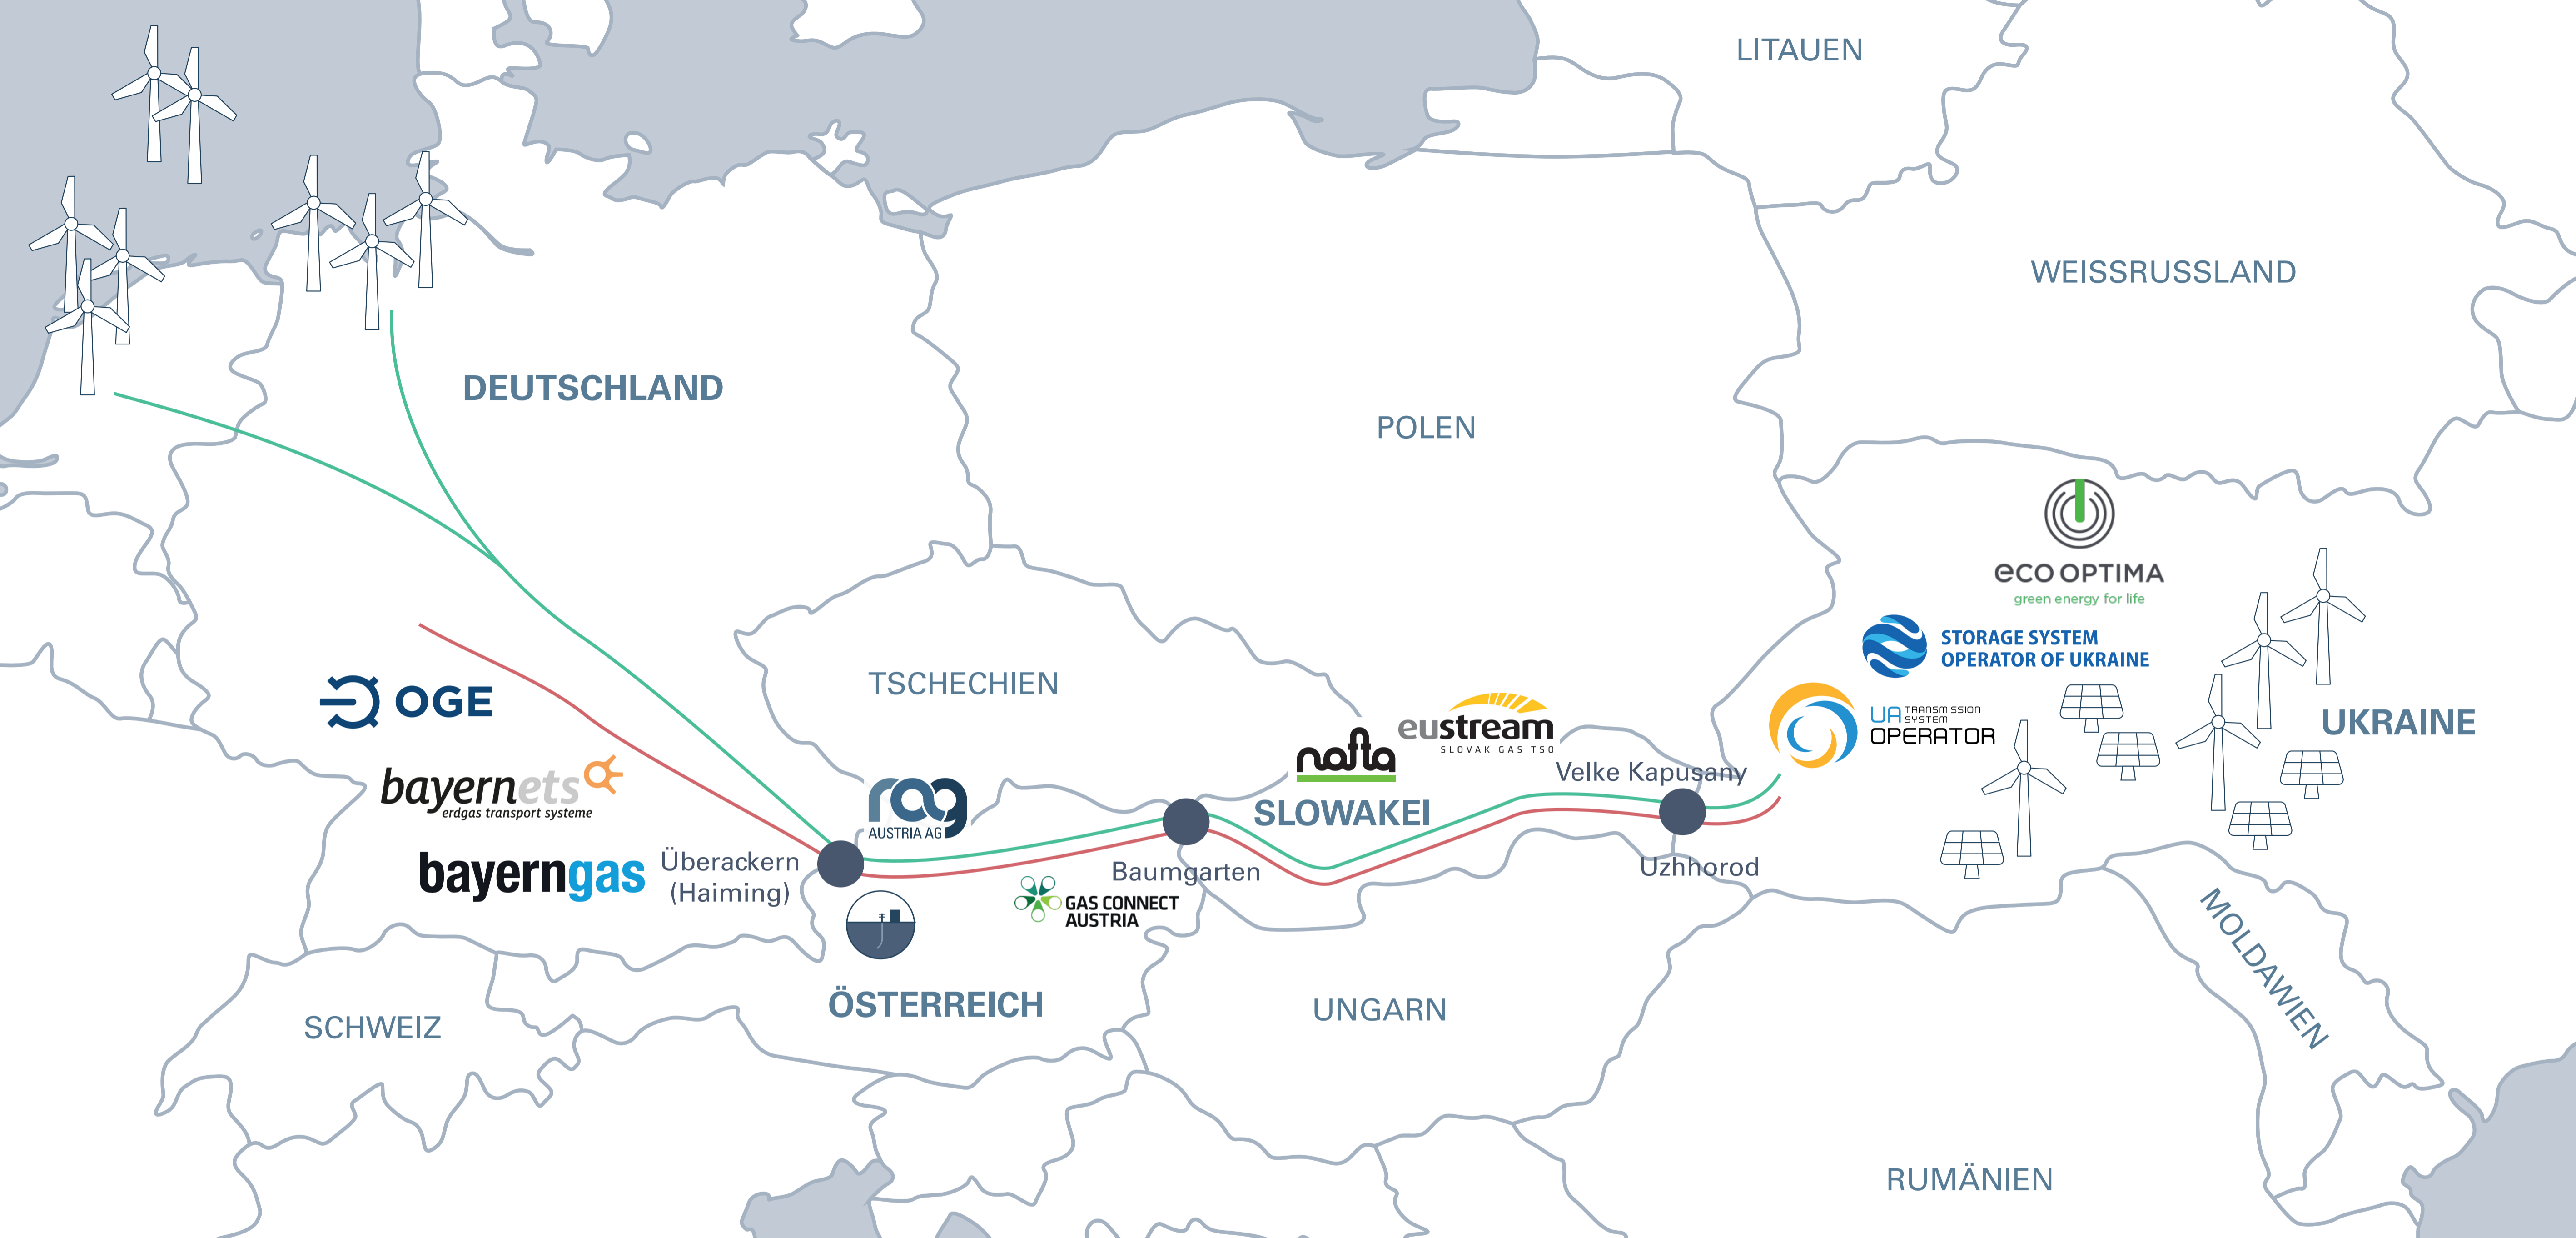 LITAUEN
WEISSRUSSLAND
DEUTSCHLAND
POLEN
eco OPTIMA
green energy for life
STORAGE SYSTEM
OPERATOR OF UKRAINE
TSCHECHIEN
OGE
eustream
SLOVAK GAS TSO
UA TRANSMISSION
SYSTEM
OPERATOR
UKRAINE
nafta
Velke Kapusany
bayernets
erdgas transport systeme
rag
AUSTRIA AG
SLOWAKEI
bayerngas
Überackern
(Haiming)
Baumgarten
Uzhhorod
GAS CONNECT
AUSTRIA
MOLDAWIEN
ÖSTERREICH
UNGARN
SCHWEIZ
RUMÄNIEN